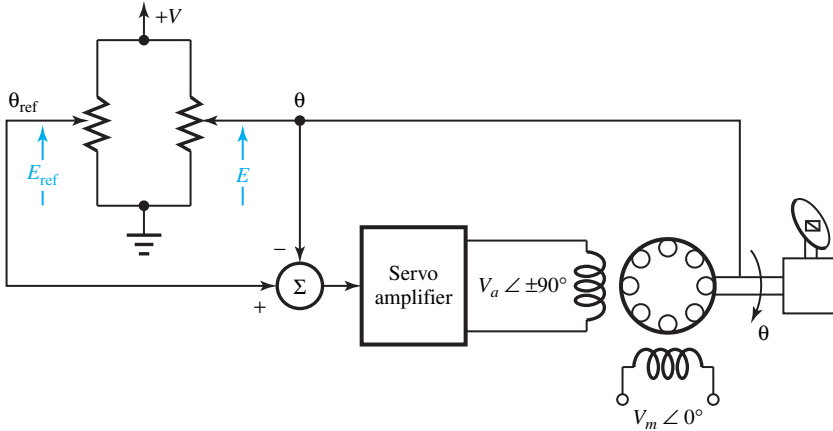 +V
θref
θ
Eref
E
−
+
Σ
Servo
amplifier
Va ∠ ±90°
θ
Vm ∠ 0°